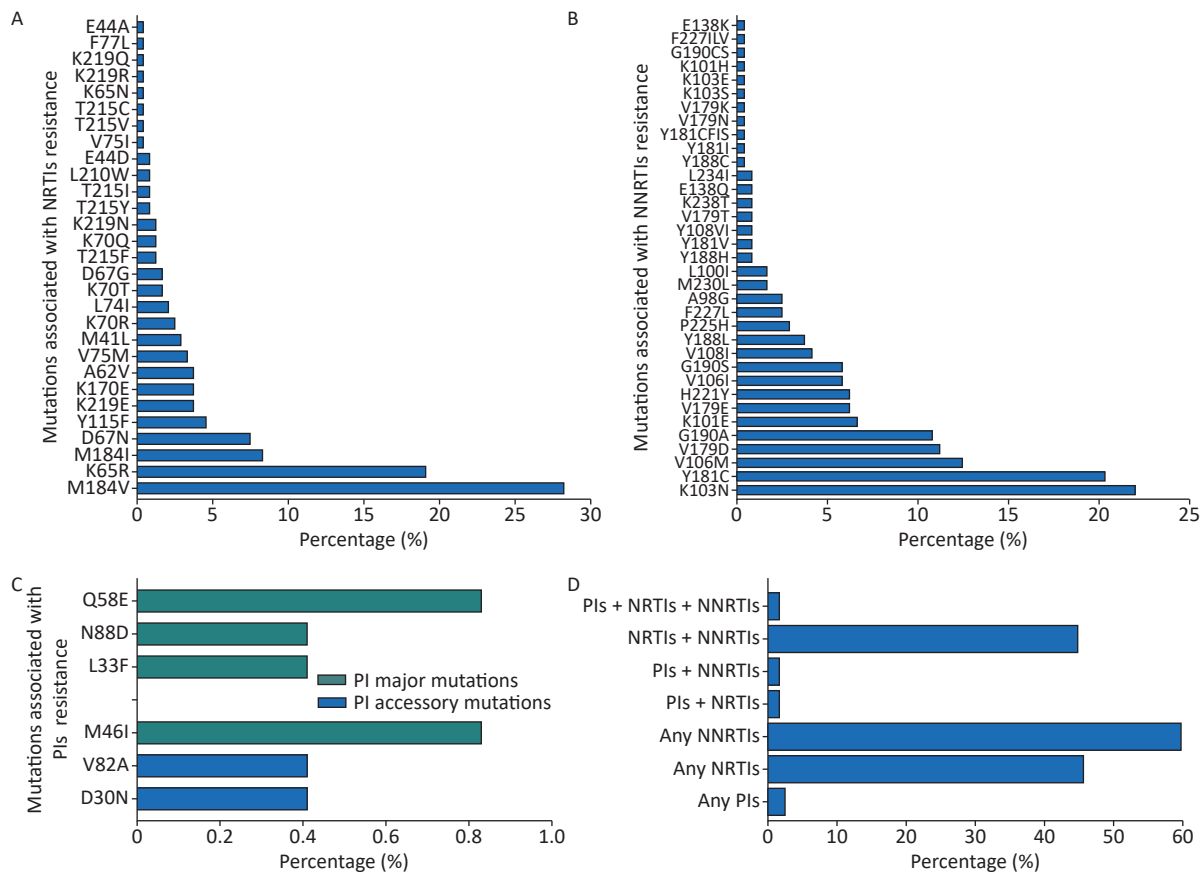 A
Mutations associated with NRTIs resistance
E44A
F77L
K219Q
K219R
K65N
T215C
T215V
V75I
E44D
L210W
T215I
T215Y
K219N
K70Q
T215F
D67G
K70T
L74I
K70R
M41L
V75M
A62V
K170E
K219E
Y115F
D67N
M184I
K65R
M184V
0 5 10 15 20 25 30
Percentage (%)
B
Mutations associated with NNRTIs resistance
E138K
F227ILV
G190CS
K101H
K103E
K103S
V179K
V179N
Y181CFIS
Y181I
Y188C
L234I
E138Q
K238T
V179T
Y108VI
Y181V
Y188H
L100I
M230L
A98G
F227L
P225H
Y188L
V108I
G190S
V106I
H221Y
V179E
K101E
G190A
V179D
V106M
Y181C
K103N
0 5 10 15 20 25
Percentage (%)
C
Mutations associated with
PIs resistance
Q58E
N88D
L33F
M46I
V82A
D30N
PI major mutations
PI accessory mutations
0 0.2 0.4 0.6 0.8 1.0
Percentage (%)
D
PIs + NRTIs + NNRTIs
NRTIs + NNRTIs
PIs + NNRTIs
PIs + NRTIs
Any NNRTIs
Any NRTIs
Any PIs
0 10 20 30 40 50 60
Percentage (%)